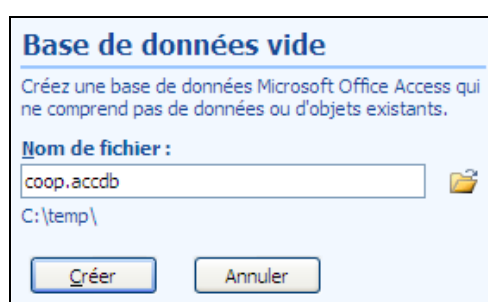 Base de données vide
Créez une base de données Microsoft Office Access qui
ne comprend pas de données ou d'objets existants.
Nom de fichier :
coop.accdb
C:\temp\
Créer
Annuler